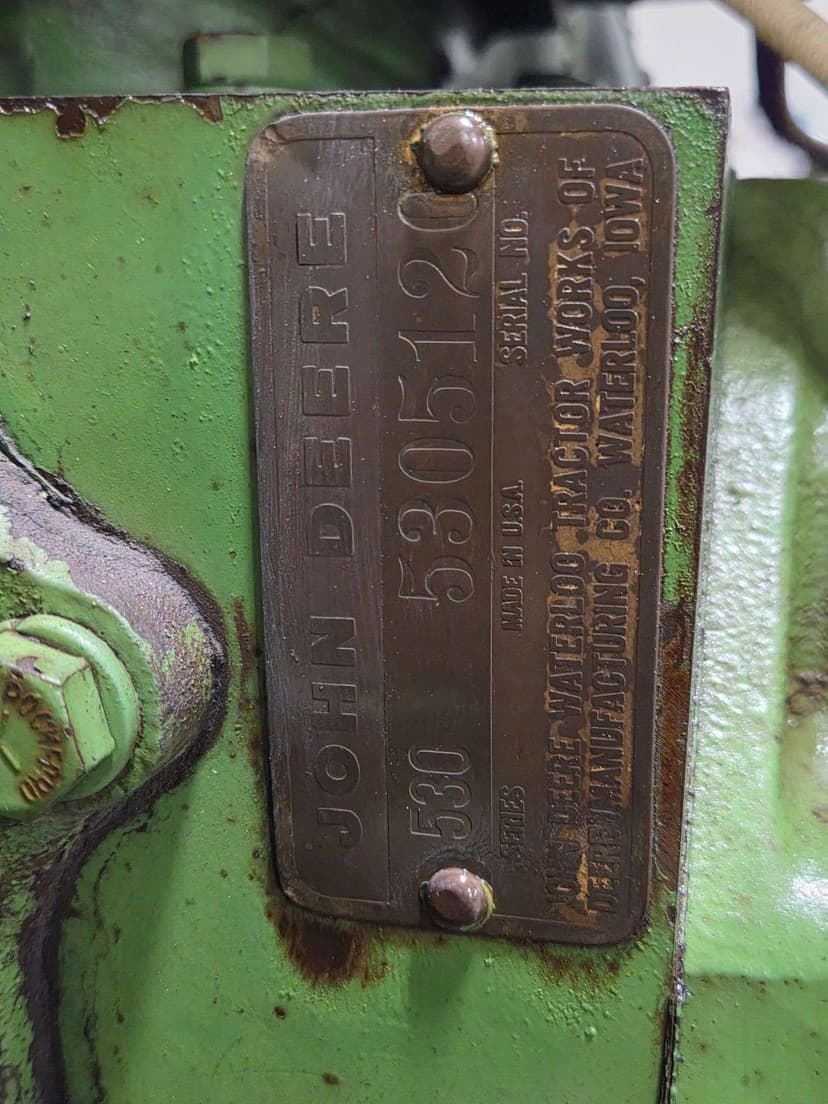 JOHN DEERE
530 5305120
SERIES MADE IN U.S.A. SERIAL NO.
JOHN DEERE WATERLOO TRACTOR WORKS OF
DEERE MANUFACTURING CO. WATERLOO, IOWA